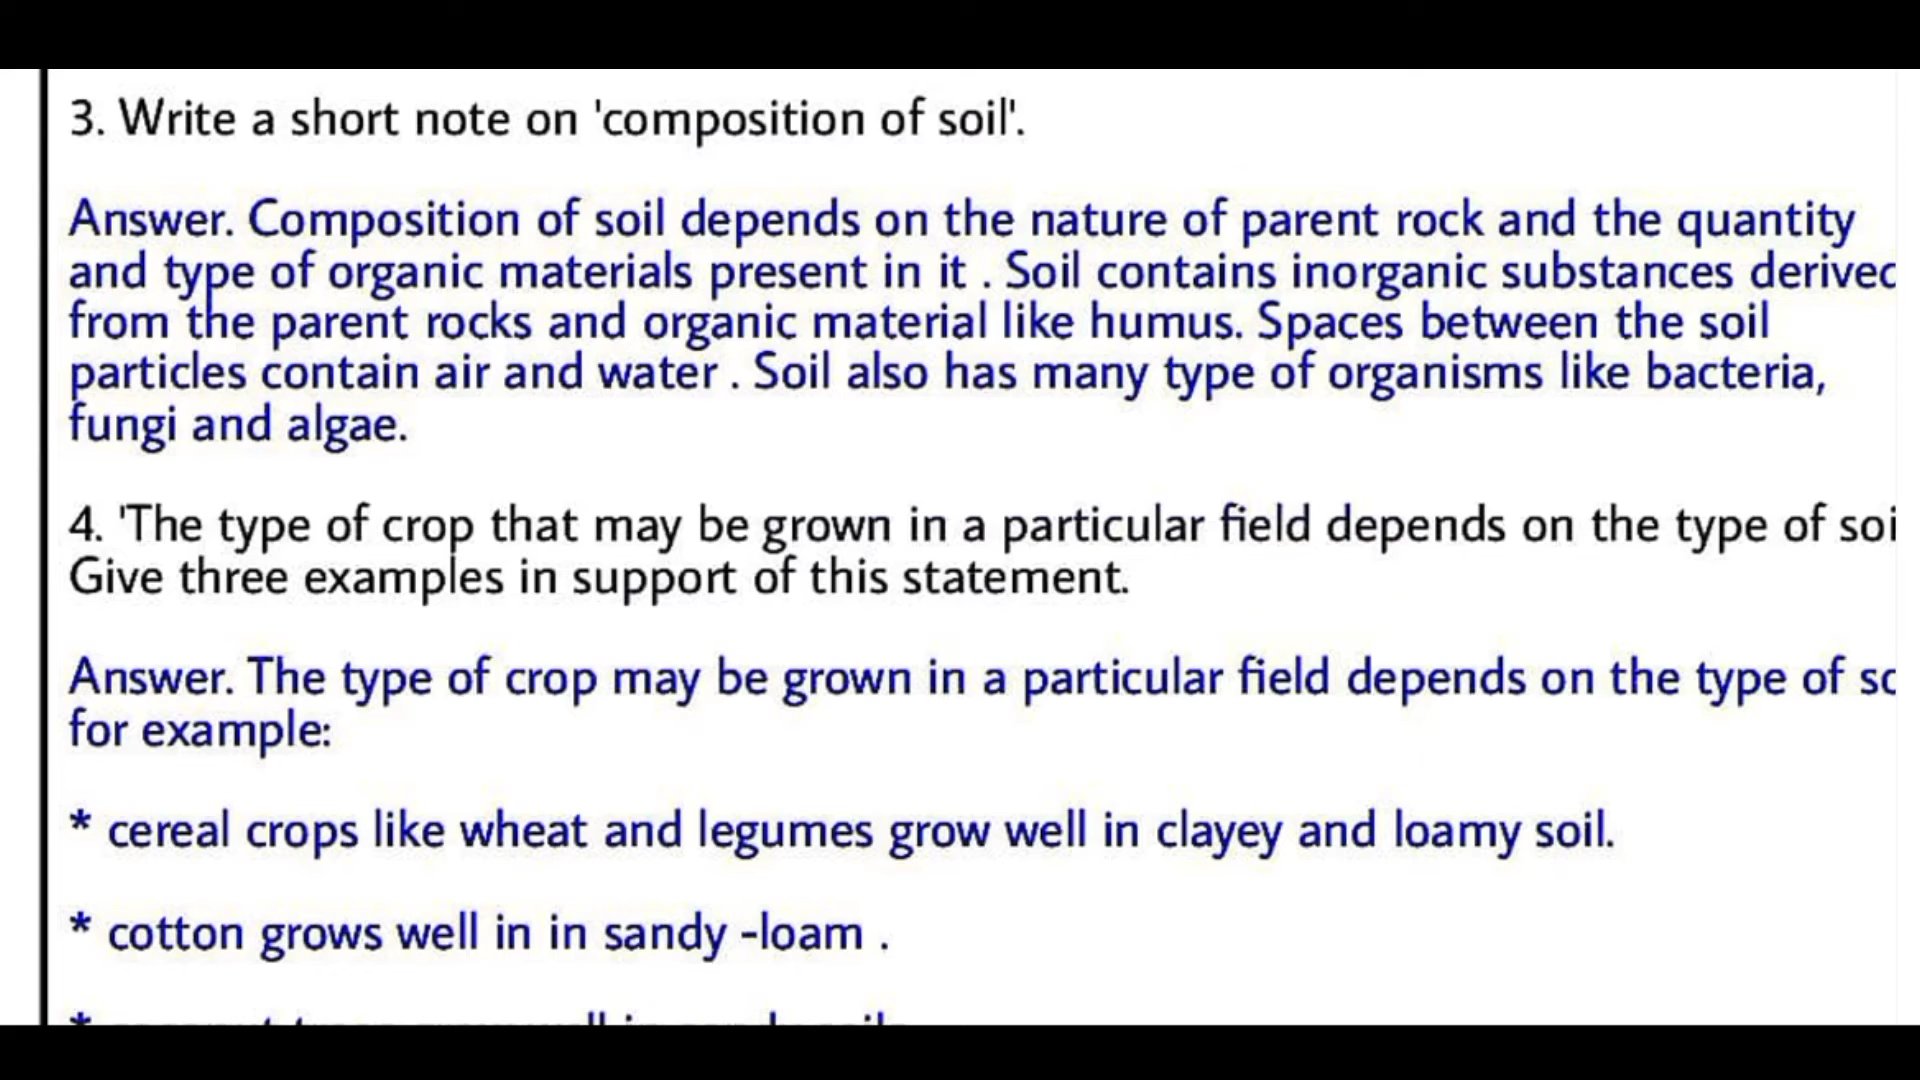 3. Write a short note on 'composition of soil'.
Answer. Composition of soil depends on the nature of parent rock and the quantity
and type of organic materials present in it . Soil contains inorganic substances derived
from the parent rocks and organic material like humus. Spaces between the soil
particles contain air and water . Soil also has many type of organisms like bacteria,
fungi and algae.
4. 'The type of crop that may be grown in a particular field depends on the type of soi
Give three examples in support of this statement.
Answer. The type of crop may be grown in a particular field depends on the type of
for example:
* cereal crops like wheat and legumes grow well in clayey and loamy soil.
* cotton grows well in in sandy -loam .